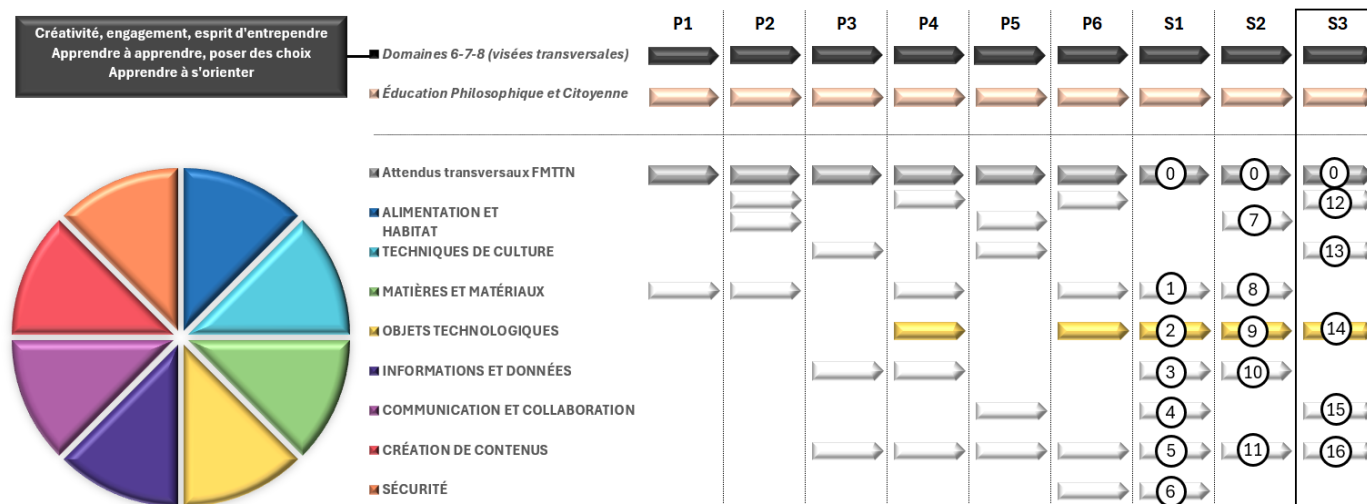 P1 P2 P3 P4 P5 P6 S1 S2 S3
Créativité, engagement, esprit d'entrependre
Apprendre à apprendre, poser des choix
Apprendre à s'orienter
Domaines 6-7-8 (visées transversales)
Éducation Philosophique et Citoyenne
Attendus transversaux FMTTN 0 0 0
12
ALIMENTATION ET
HABITAT
7
TECHNIQUES DE CULTURE 13
MATIÈRES ET MATÉRIAUX 1 8
OBJETS TECHNOLOGIQUES 2 9 14
INFORMATIONS ET DONNÉES 3 10
COMMUNICATION ET COLLABORATION 4 15
CRÉATION DE CONTENUS 5 11 16
SÉCURITÉ 6